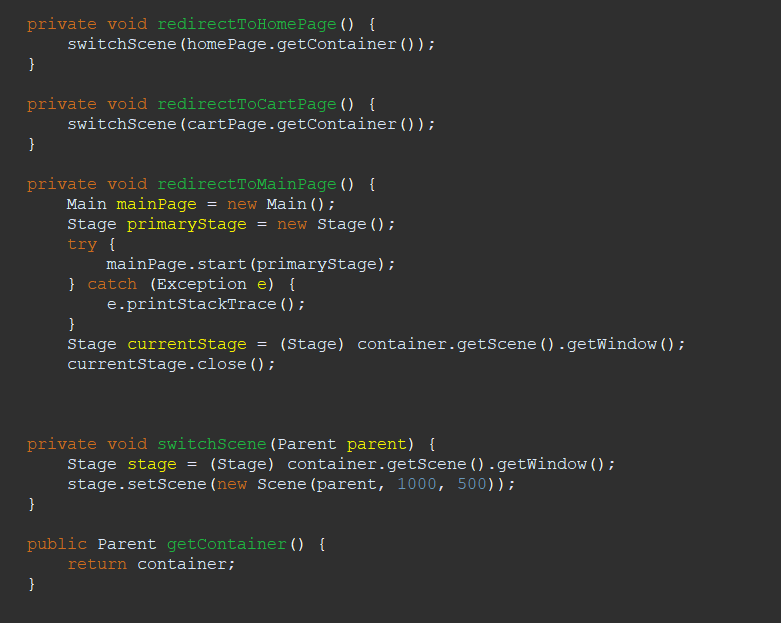 private void redirectToHomePage() {
    switchScene(homePage.getContainer());
}

private void redirectToCartPage() {
    switchScene(cartPage.getContainer());
}

private void redirectToMainPage() {
    Main mainPage = new Main();
    Stage primaryStage = new Stage();
    try {
        mainPage.start(primaryStage);
    } catch (Exception e) {
        e.printStackTrace();
    }
    Stage currentStage = (Stage) container.getScene().getWindow();
    currentStage.close();

private void switchScene(Parent parent) {
    Stage stage = (Stage) container.getScene().getWindow();
    stage.setScene(new Scene(parent, 1000, 500));
}

public Parent getContainer() {
    return container;
}